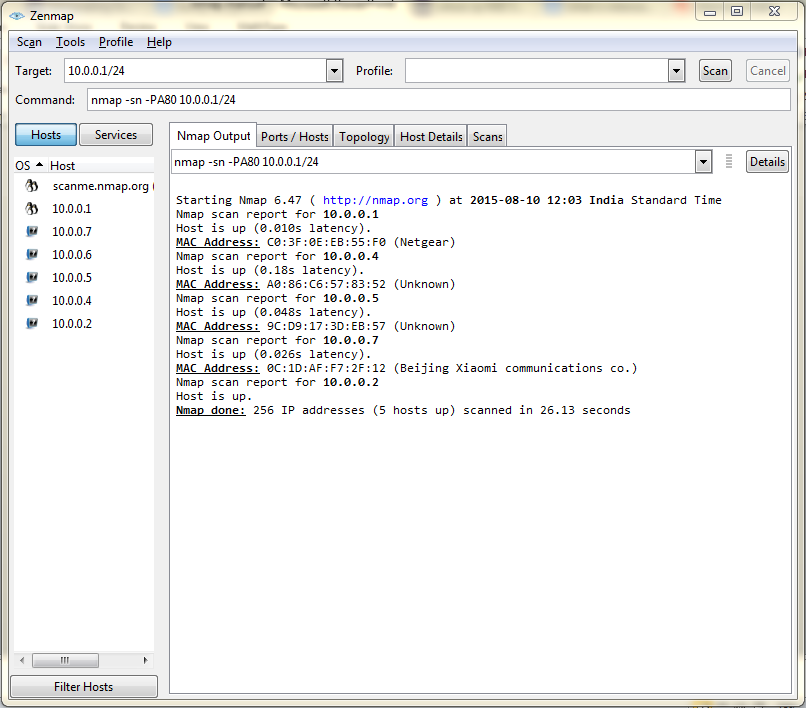 Zenmap
Scan Tools Profile Help
Target: 10.0.0.1/24 Profile: Scan Cancel
Command: nmap -sn -PA80 10.0.0.1/24
Hosts Services
Nmap Output Ports / Hosts Topology Host Details Scans
OS Host
nmap -sn -PA80 10.0.0.1/24 Details
scanme.nmap.org (
10.0.0.1
10.0.0.7
10.0.0.6
10.0.0.5
10.0.0.4
10.0.0.2
Starting Nmap 6.47 ( http://nmap.org ) at 2015-08-10 12:03 India Standard Time
Nmap scan report for 10.0.0.1
Host is up (0.010s latency).
MAC Address: C0:3F:0E:EB:55:F0 (Netgear)
Nmap scan report for 10.0.0.4
Host is up (0.18s latency).
MAC Address: A0:86:C6:57:83:52 (Unknown)
Nmap scan report for 10.0.0.5
Host is up (0.048s latency).
MAC Address: 9C:D9:17:3D:EB:57 (Unknown)
Nmap scan report for 10.0.0.7
Host is up (0.026s latency).
MAC Address: 0C:1D:AF:F7:2F:12 (Beijing Xiaomi communications co.)
Nmap scan report for 10.0.0.2
Host is up.
Nmap done: 256 IP addresses (5 hosts up) scanned in 26.13 seconds
Filter Hosts